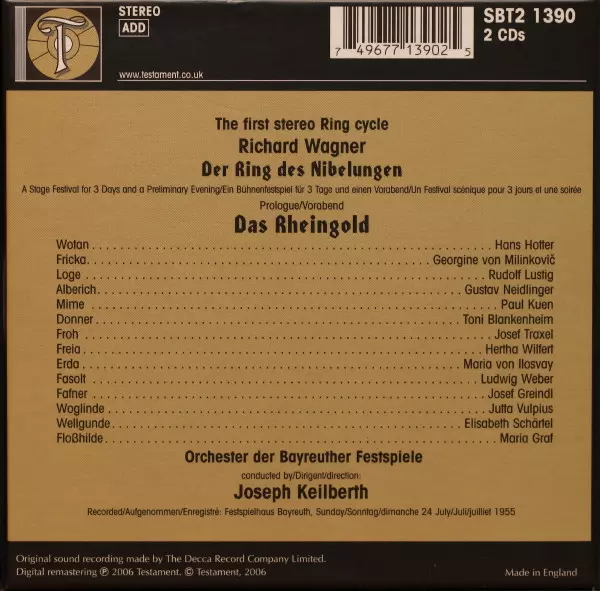 STEREO
ADD
www.testament.co.uk
7 49677 13902 5
SBT2 1390
2 CDs
The first stereo Ring cycle
Richard Wagner
Der Ring des Nibelungen
A Stage Festival for 3 Days and a Preliminary Evening/Ein Bühnenfestspiel für 3 Tage und einen Vorabend/Un Festival scénique pour 3 jours et une soirée
Prologue/Vorabend
Das Rheingold
Wotan . . . Hans Hotter
Fricka . . . Georgine von Milinkovič
Loge . . . Rudolf Lustig
Alberich . . . Gustav Neidlinger
Mime . . . Paul Kuen
Donner . . . Toni Blankenheim
Froh . . . Josef Traxel
Freia . . . Hertha Wilfert
Erda . . . Maria von Ilosvay
Fasolt . . . Ludwig Weber
Fafner . . . Josef Greindl
Woglinde . . . Jutta Vulpius
Wellgunde . . . Elisabeth Schärtel
Floßhilde . . . Maria Graf
Orchester der Bayreuther Festspiele
conducted by/Dirigent/direction:
Joseph Keilberth
Recorded/Aufgenommen/Enregistré: Festspielhaus Bayreuth, Sunday/Sonntag/dimanche 24 July/Juli/juilliet 1955
Original sound recording made by The Decca Record Company Limited.
Digital remastering ℗ 2006 Testament. © Testament, 2006
Made in England